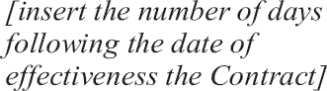 [insert the number of days
following the date of
effectiveness the Contract]